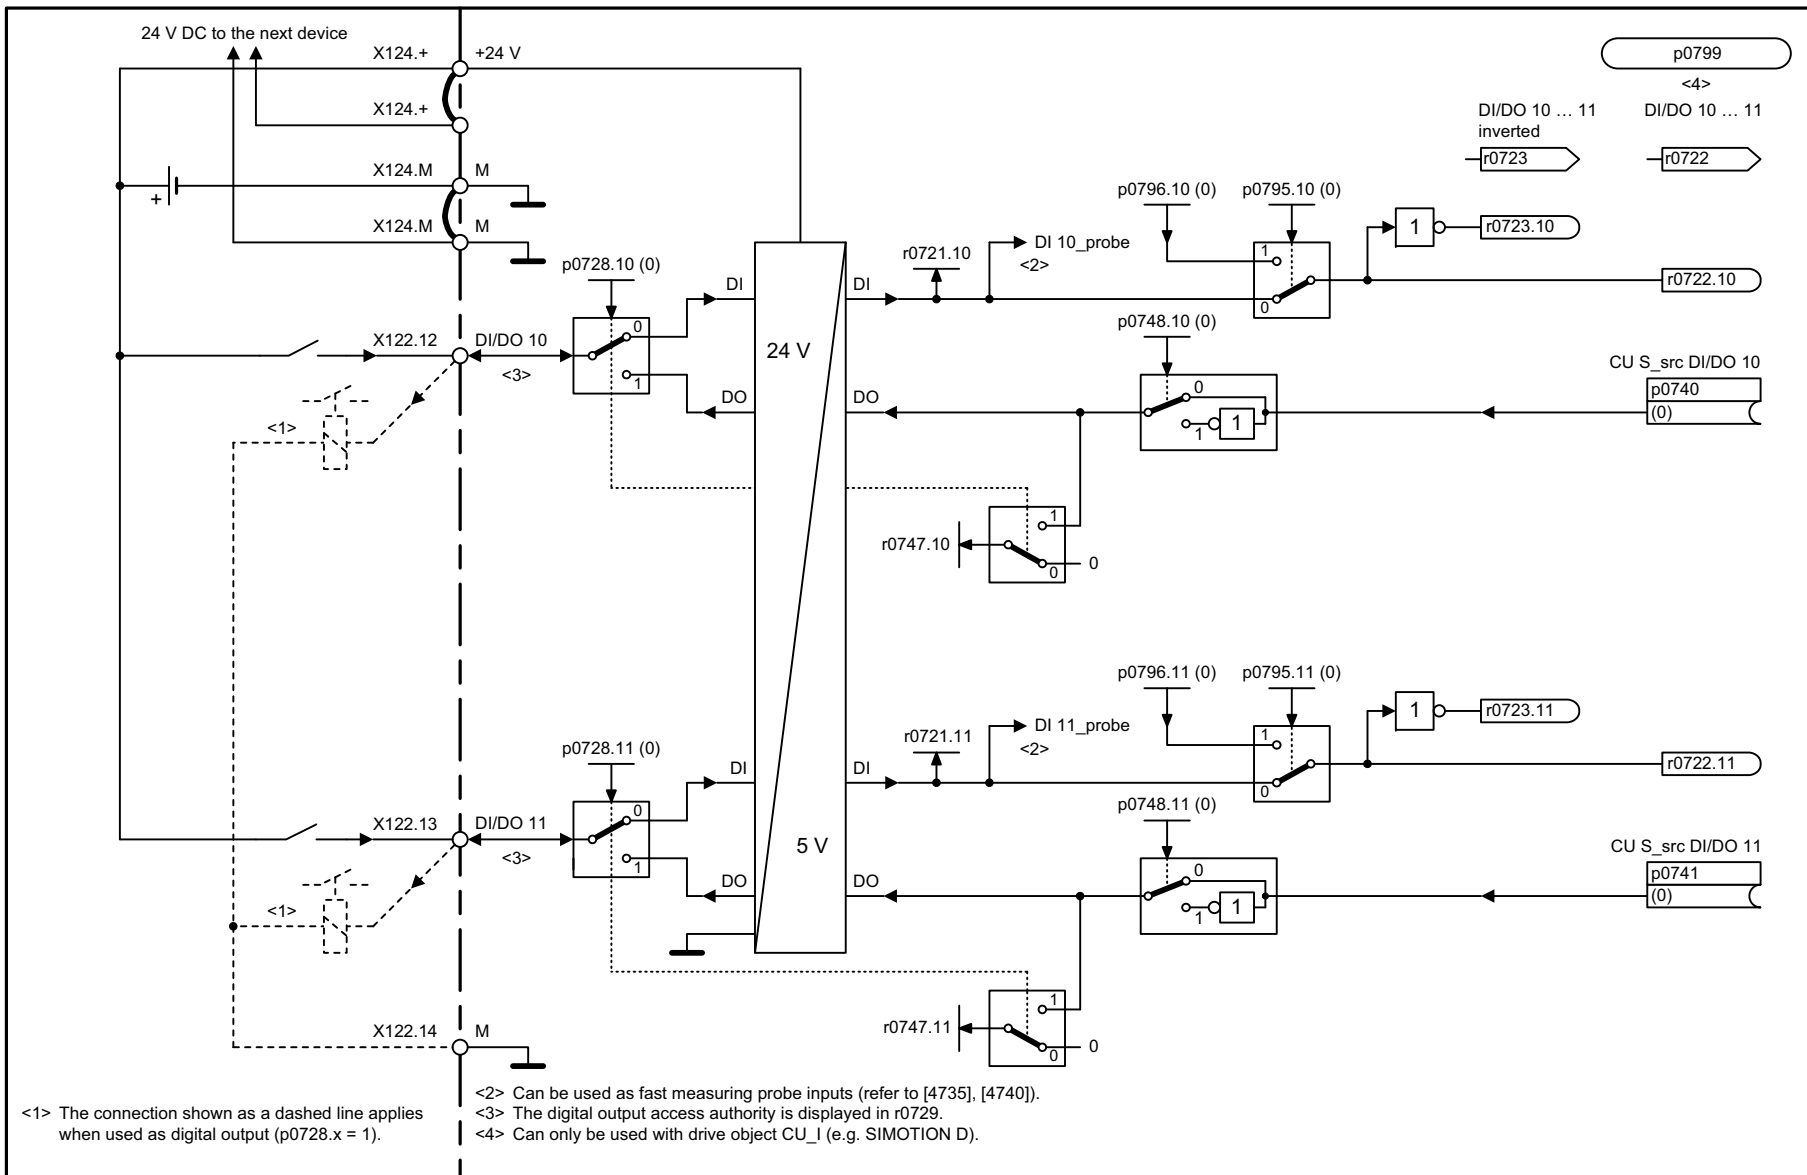 24 V DC to the next device
X124.+
+24 V
X124.+
X124.M
M
+
X124.M
M
p0799
<4>
DI/DO 10 … 11
inverted
DI/DO 10 … 11
r0723
r0722
p0796.10 (0)
p0795.10 (0)
r0723.10
1
r0721.10
DI 10_probe
<2>
1
0
r0722.10
p0728.10 (0)
DI
DI
X122.12
DI/DO 10
<3>
0
1
24 V
p0748.10 (0)
CU S_src DI/DO 10
p0740
(0)
DO
DO
0
1
1
<1>
r0747.10
1
0
0
p0796.11 (0)
p0795.11 (0)
1
r0723.11
r0721.11
DI 11_probe
<2>
1
0
r0722.11
p0728.11 (0)
DI
DI
X122.13
DI/DO 11
<3>
0
1
5 V
p0748.11 (0)
CU S_src DI/DO 11
p0741
(0)
DO
DO
0
1
1
<1>
r0747.11
1
0
0
X122.14
M
<1> The connection shown as a dashed line applies
when used as digital output (p0728.x = 1).
<2> Can be used as fast measuring probe inputs (refer to [4735], [4740]).
<3> The digital output access authority is displayed in r0729.
<4> Can only be used with drive object CU_I (e.g. SIMOTION D).